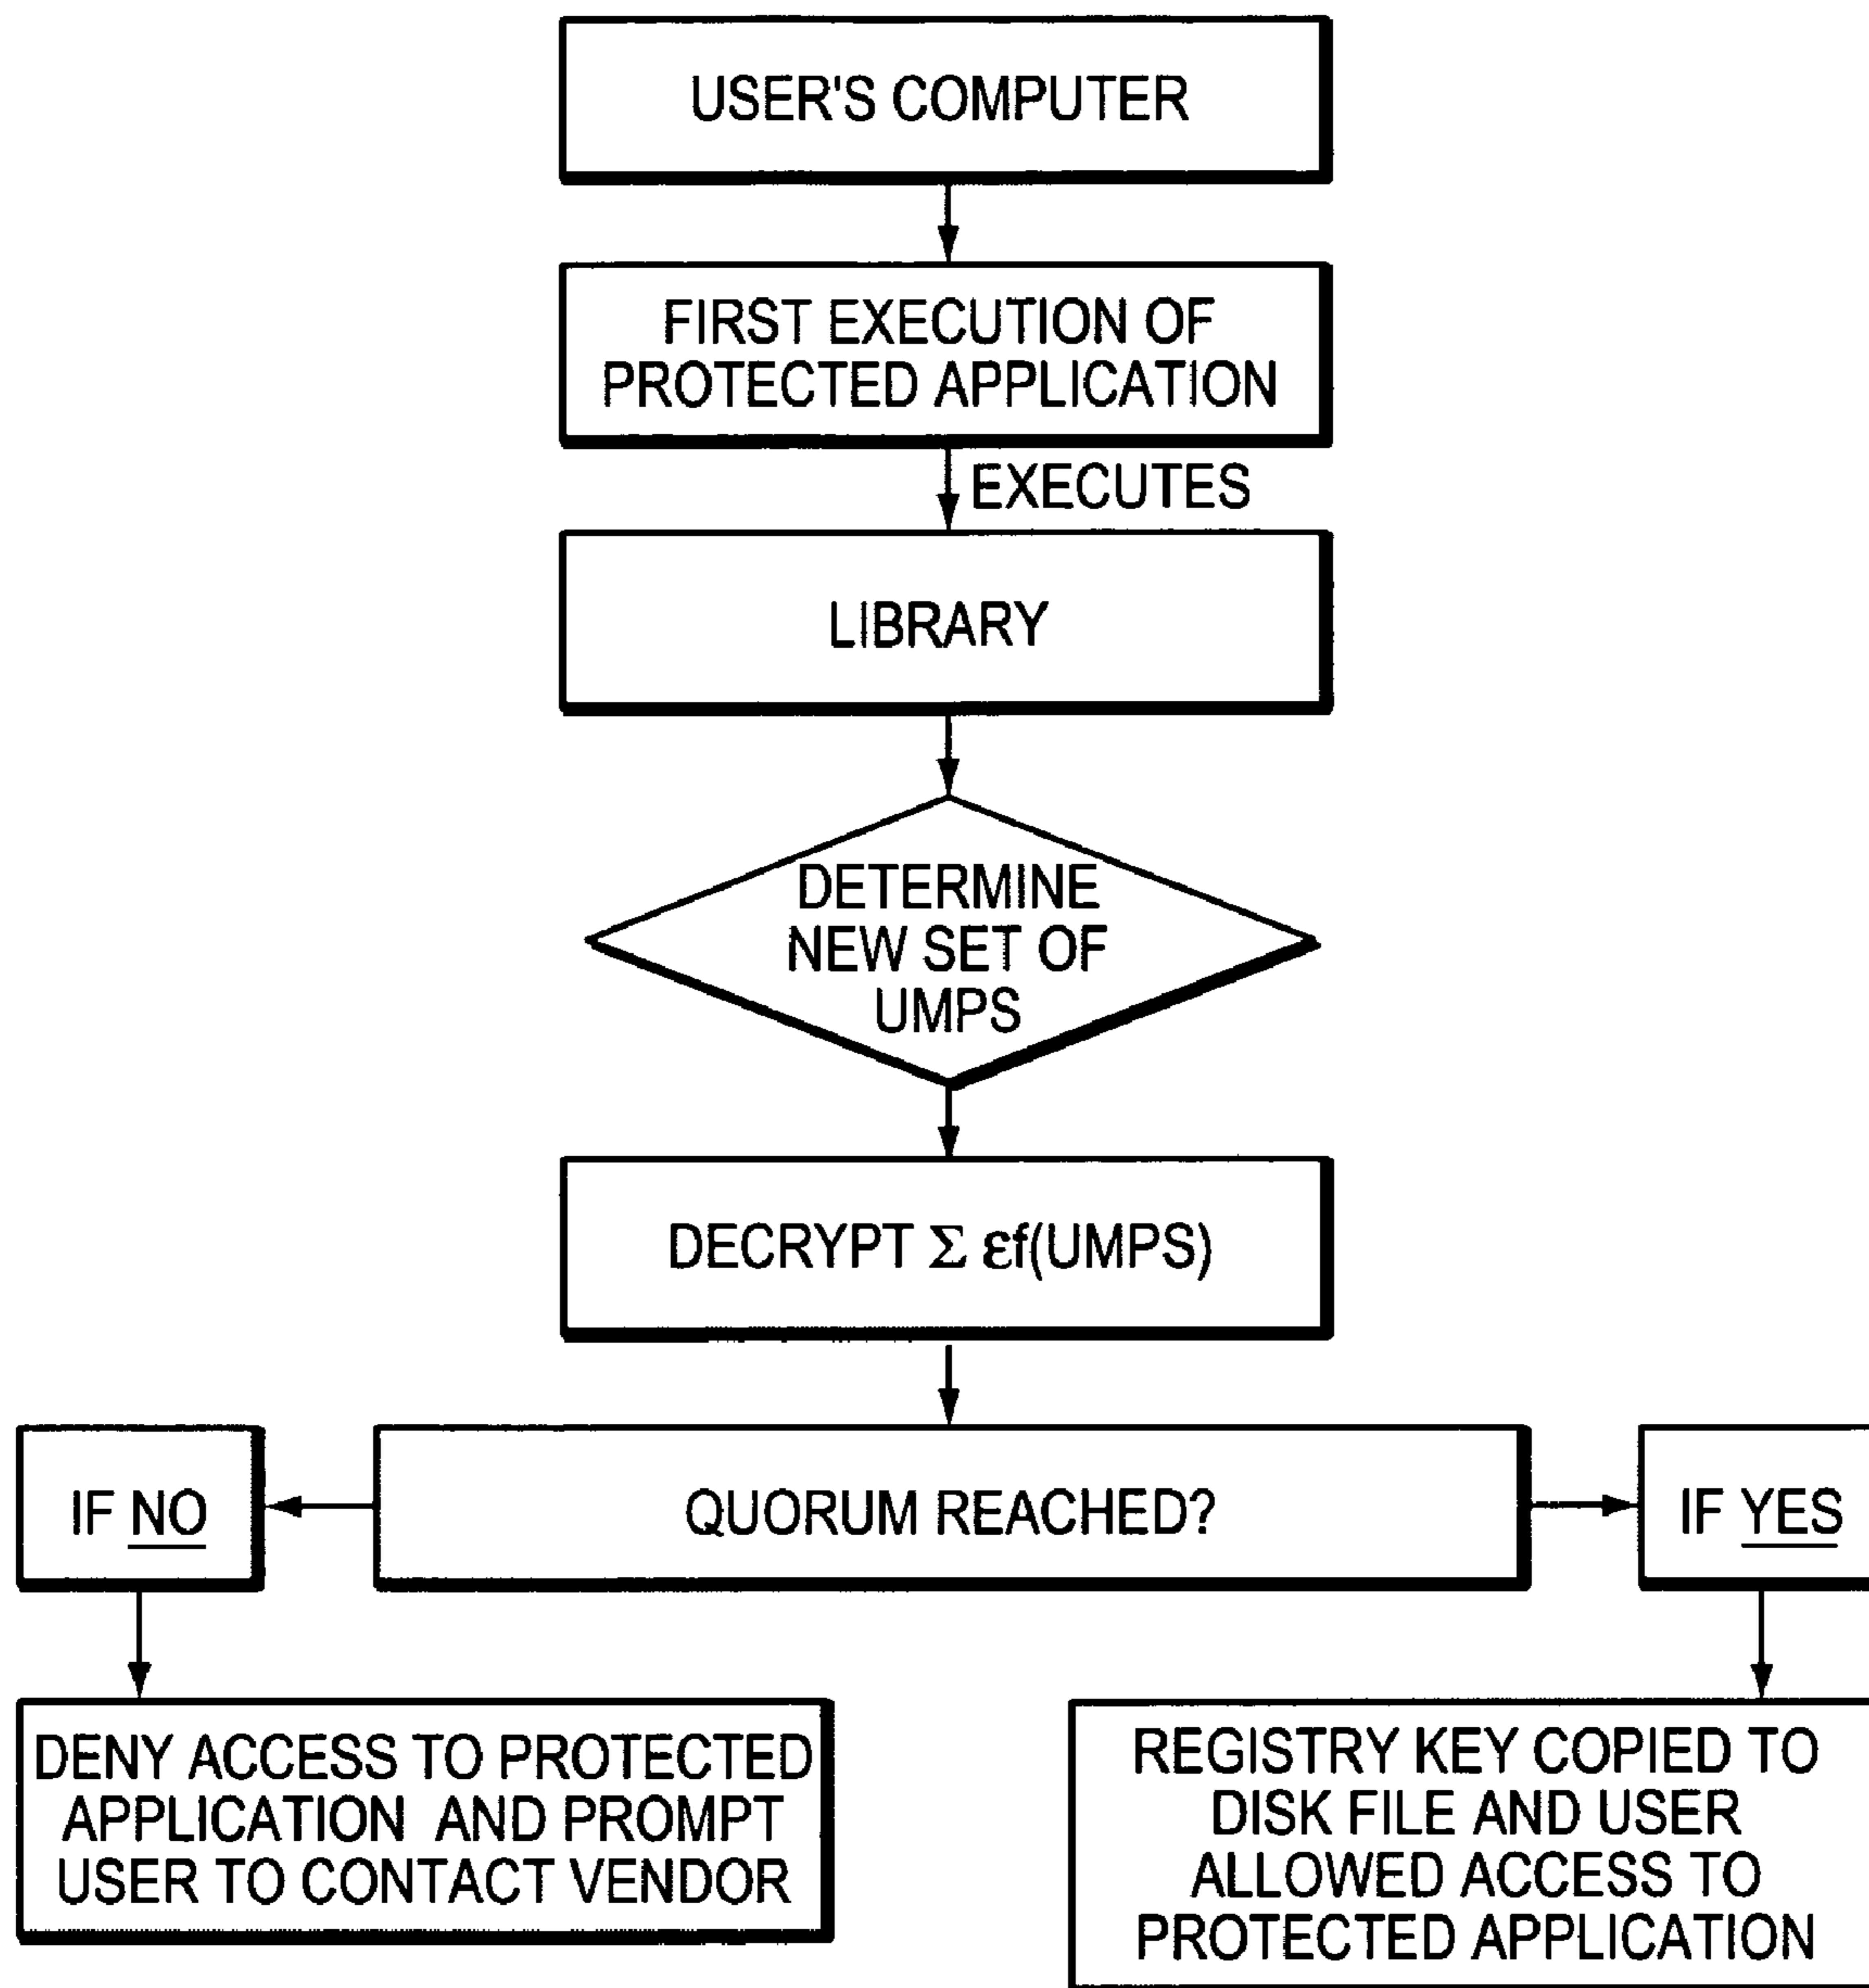 USER'S COMPUTER
FIRST EXECUTION OF
PROTECTED APPLICATION
EXECUTES
LIBRARY
DETERMINE
NEW SET OF
UMPS
DECRYPT Σ εf(UMPS)
IF NO
QUORUM REACHED?
IF YES
DENY ACCESS TO PROTECTED
APPLICATION AND PROMPT
USER TO CONTACT VENDOR
REGISTRY KEY COPIED TO
DISK FILE AND USER
ALLOWED ACCESS TO
PROTECTED APPLICATION